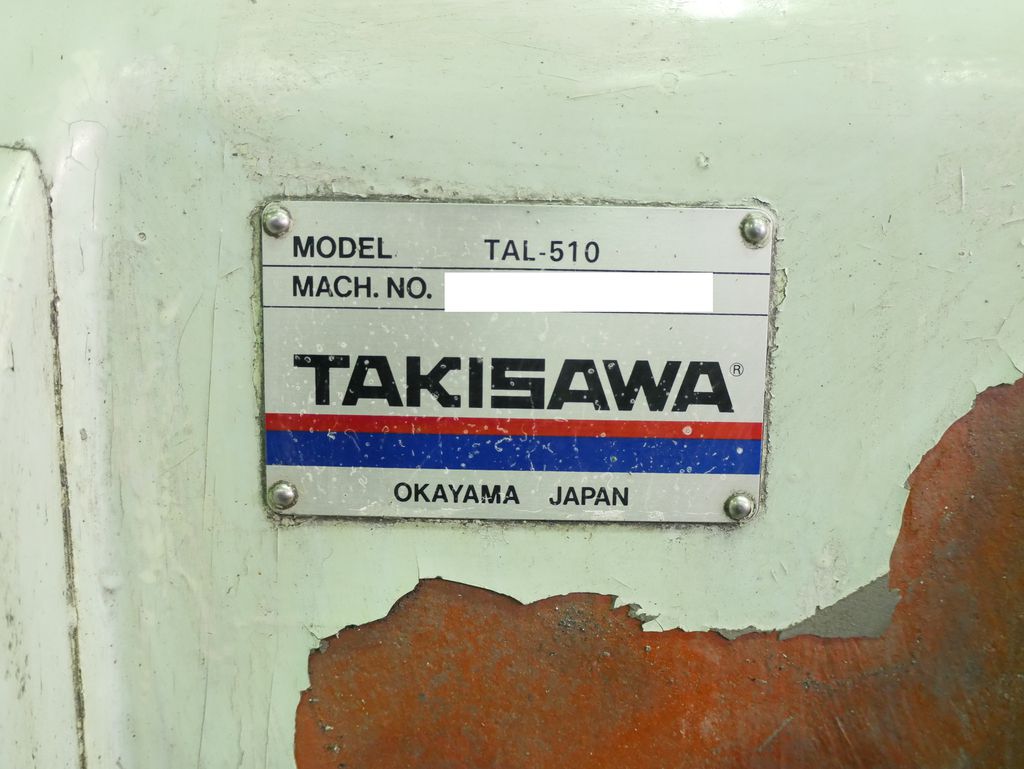 MODEL TAL-510
MACH. NO.
TAKISAWA®
OKAYAMA JAPAN